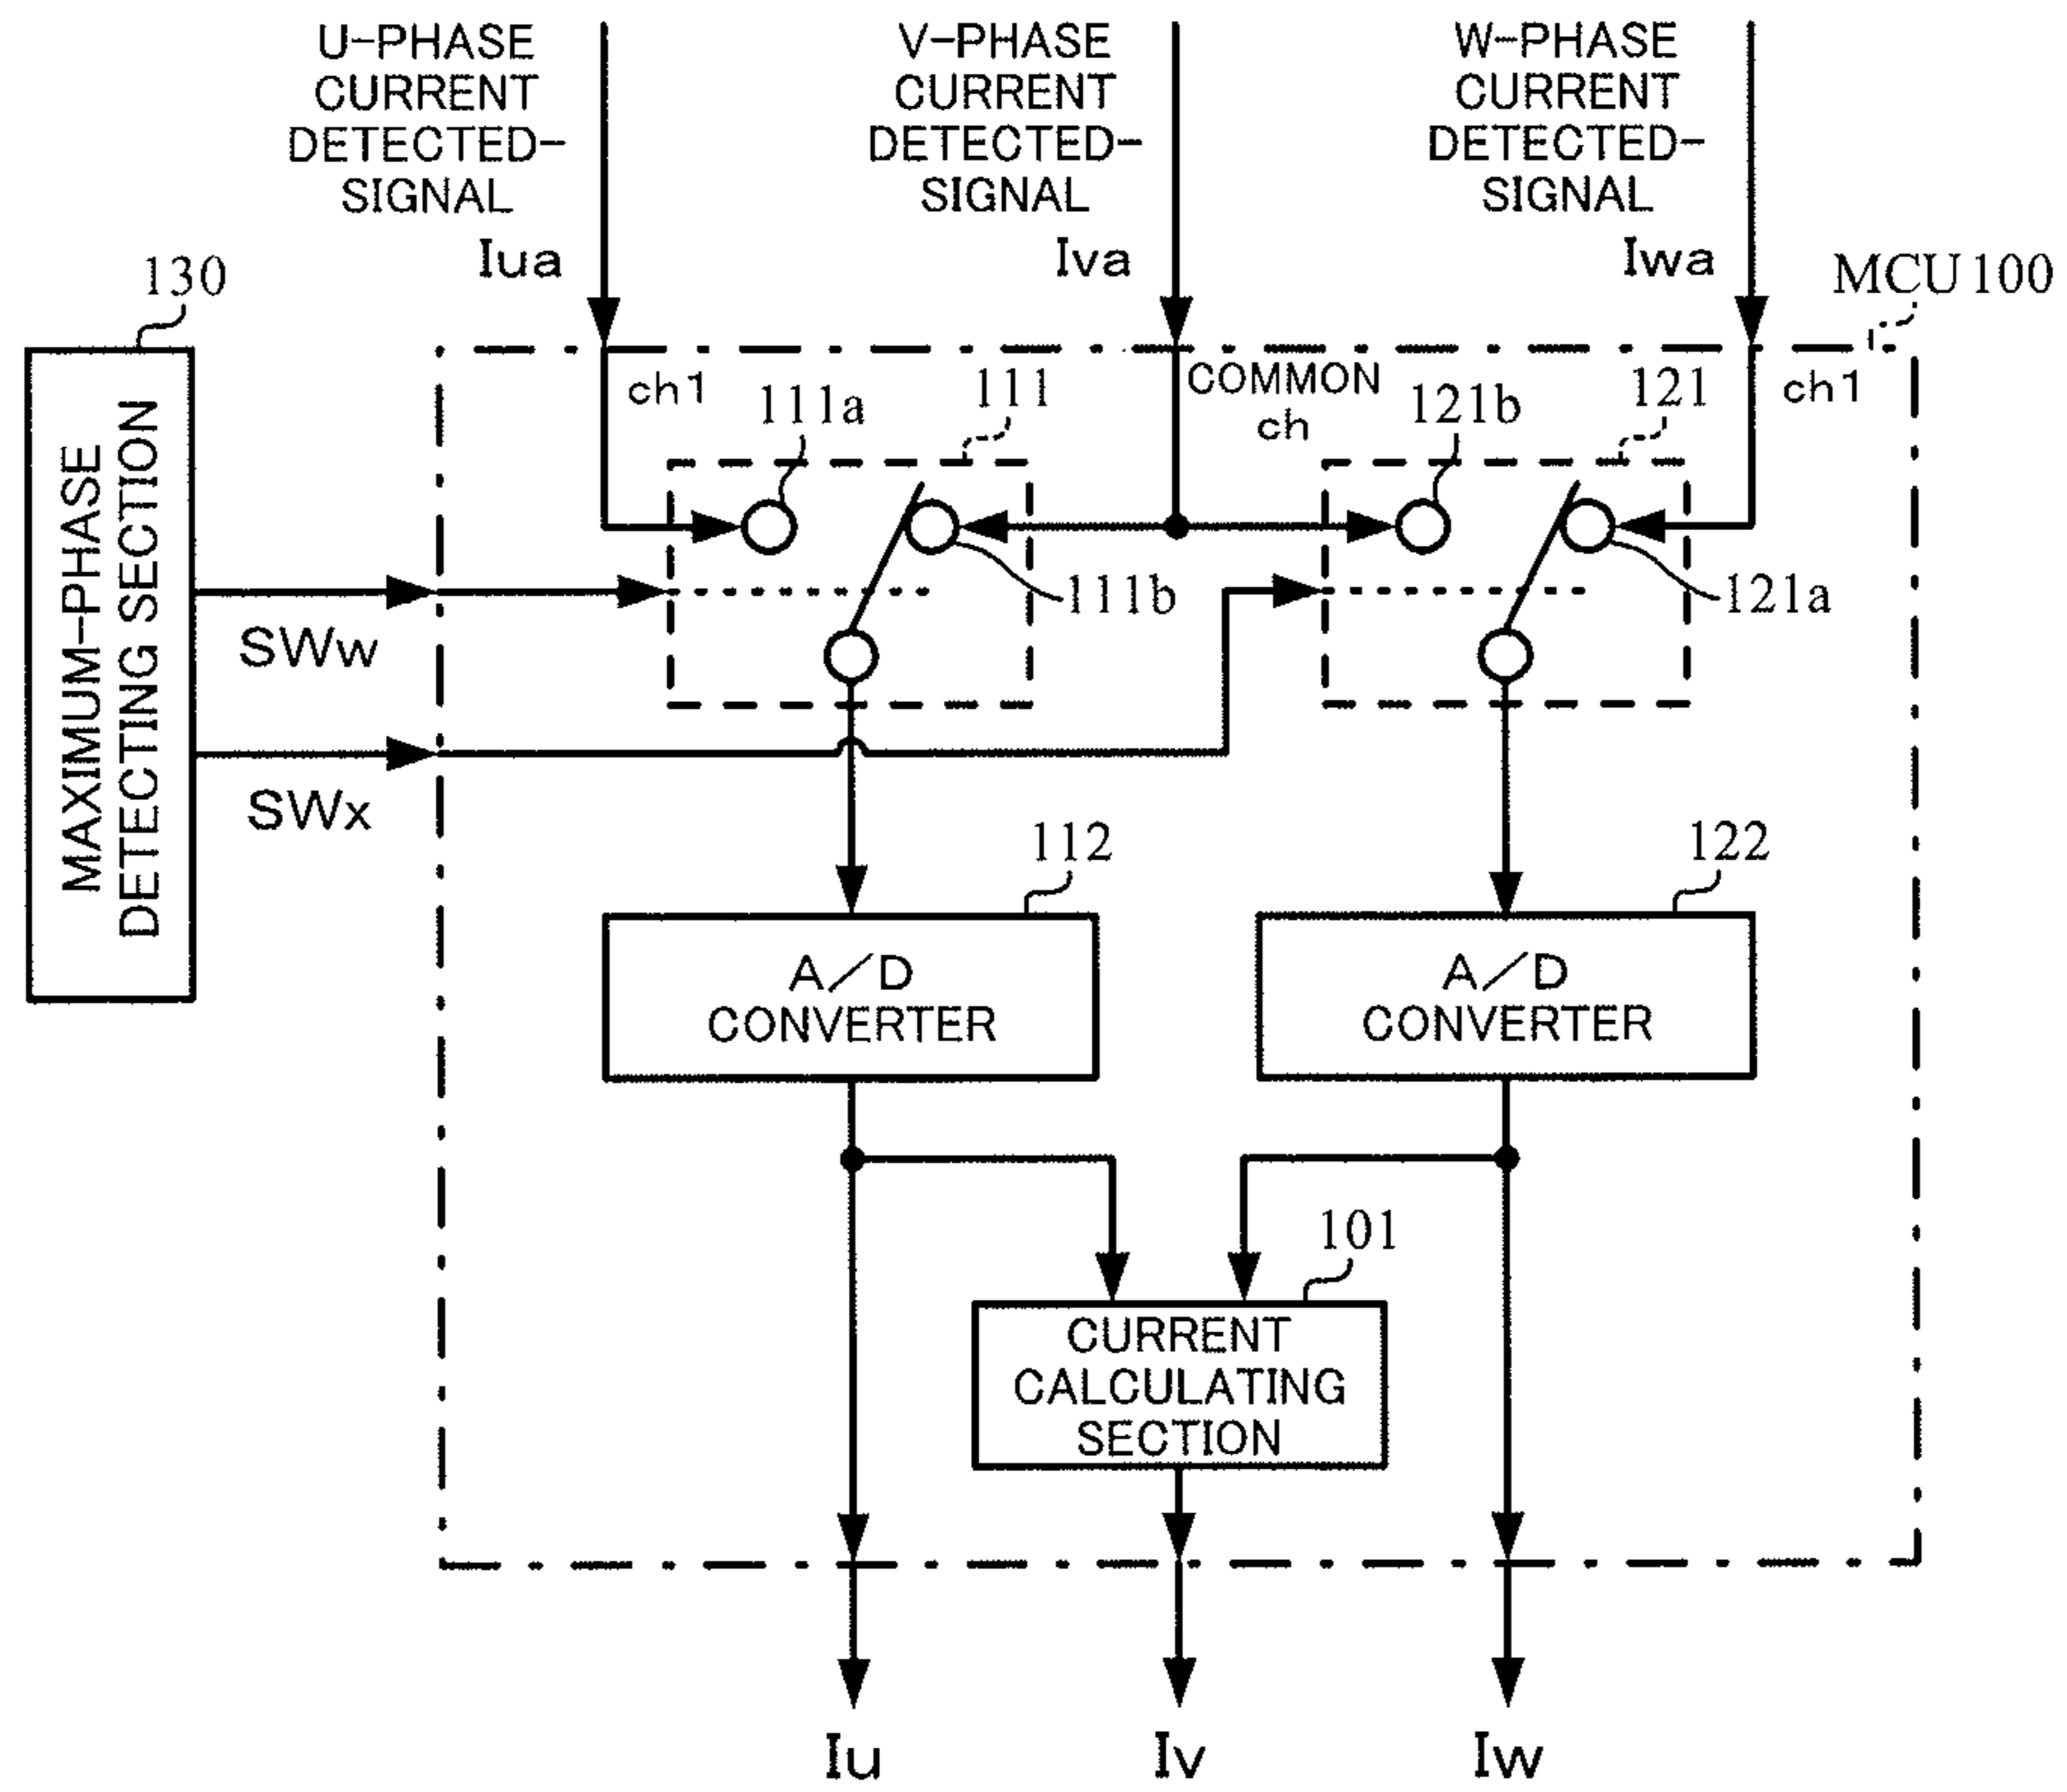 U-PHASE
CURRENT
DETECTED-
SIGNAL
Iua
V-PHASE
CURRENT
DETECTED-
SIGNAL
Iva
W-PHASE
CURRENT
DETECTED-
SIGNAL
Iwa
MCU100
130
MAXIMUM-PHASE
DETECTING SECTION
ch1
111a
111
COMMON
ch
121b
121
ch1
111b
121a
SWw
SWx
112
A/D
CONVERTER
122
A/D
CONVERTER
101
CURRENT
CALCULATING
SECTION
Iu
Iv
Iw